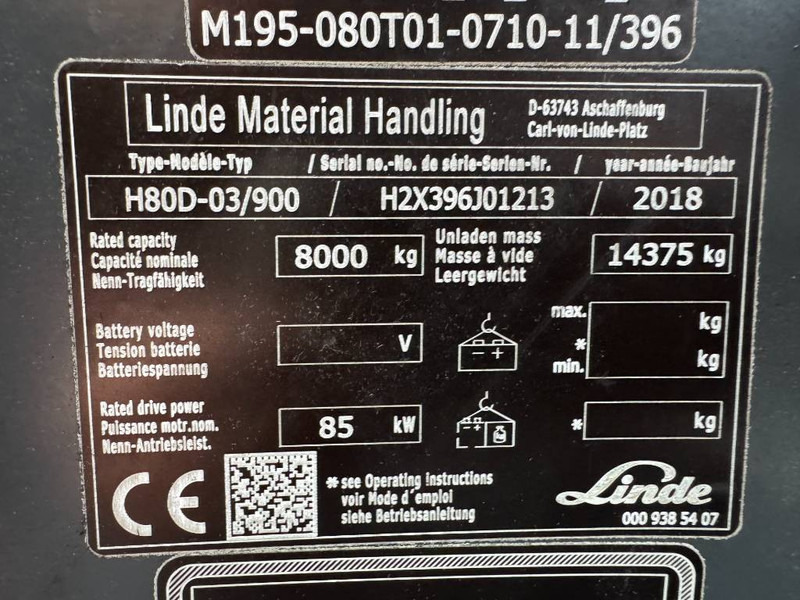 M195-080T01-0710-11/396
Linde Material Handling
D-63743 Aschaffenburg
Carl-von-Linde-Platz
Type-Modèle-Typ / Serial no.-No. de série-Serien-Nr. / year-année-Baujahr
H80D-03/900 / H2X396J01213 / 2018
Rated capacity
Capacité nominale
Nenn-Tragfähigkeit
8000 kg
Unladen mass
Masse à vide
Leergewicht
14375 kg
Battery voltage
Tension batterie
Batteriespannung
V
max. kg
*
min. kg
Rated drive power
Puissance motr.nom.
Nenn-Antriebsleist.
85 kW
* kg
CE
*see Operating Instructions
voir Mode d'emploi
siehe Betriebsanleitung
Linde
000 938 54 07